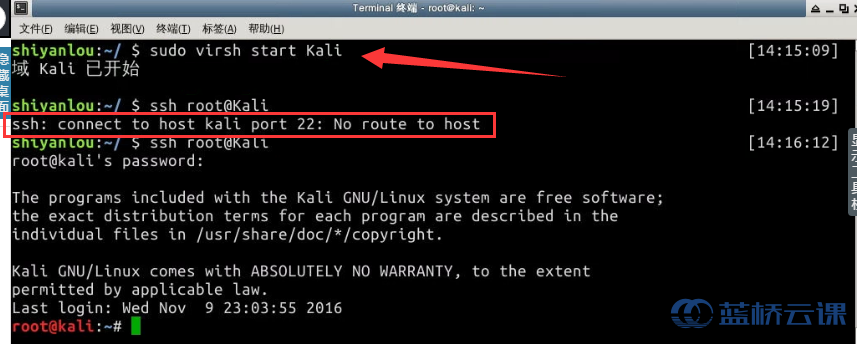 Terminal 终端 - root@kali: ~
文件(F) 编辑(E) 视图(V) 终端(T) 标签(A) 帮助(H)
隐藏桌面
shiyanlou:~/ $ sudo virsh start Kali [14:15:09]
域 Kali 已开始
shiyanlou:~/ $ ssh root@Kali [14:15:19]
ssh: connect to host kali port 22: No route to host
shiyanlou:~/ $ ssh root@Kali [14:16:12]
root@kali's password:
The programs included with the Kali GNU/Linux system are free software;
the exact distribution terms for each program are described in the
individual files in /usr/share/doc/*/copyright.
Kali GNU/Linux comes with ABSOLUTELY NO WARRANTY, to the extent
permitted by applicable law.
Last login: Wed Nov  9 23:03:55 2016
root@kali:~#
蓝桥云课